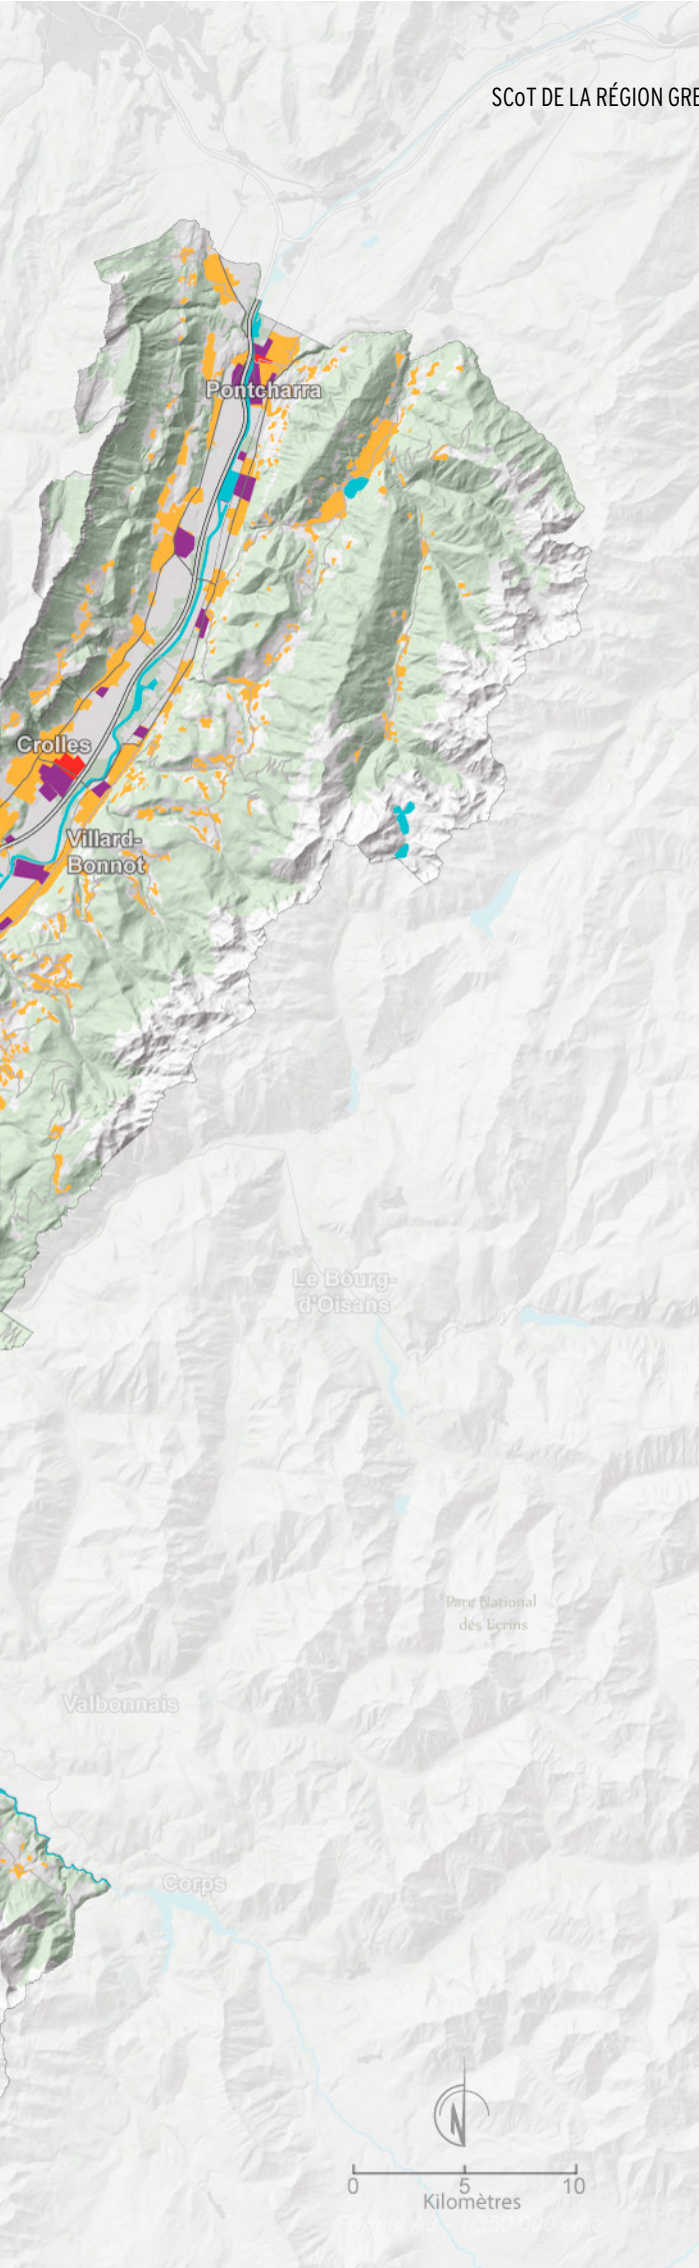 SCoT DE LA RÉGION GRE
Pontcharra
Crolles
Villard-
Bonnot
Le Bourg-
d'Oisans
Parc National
des Ecrins
Valbonnais
Corps
N
0 5 10
Kilomètres